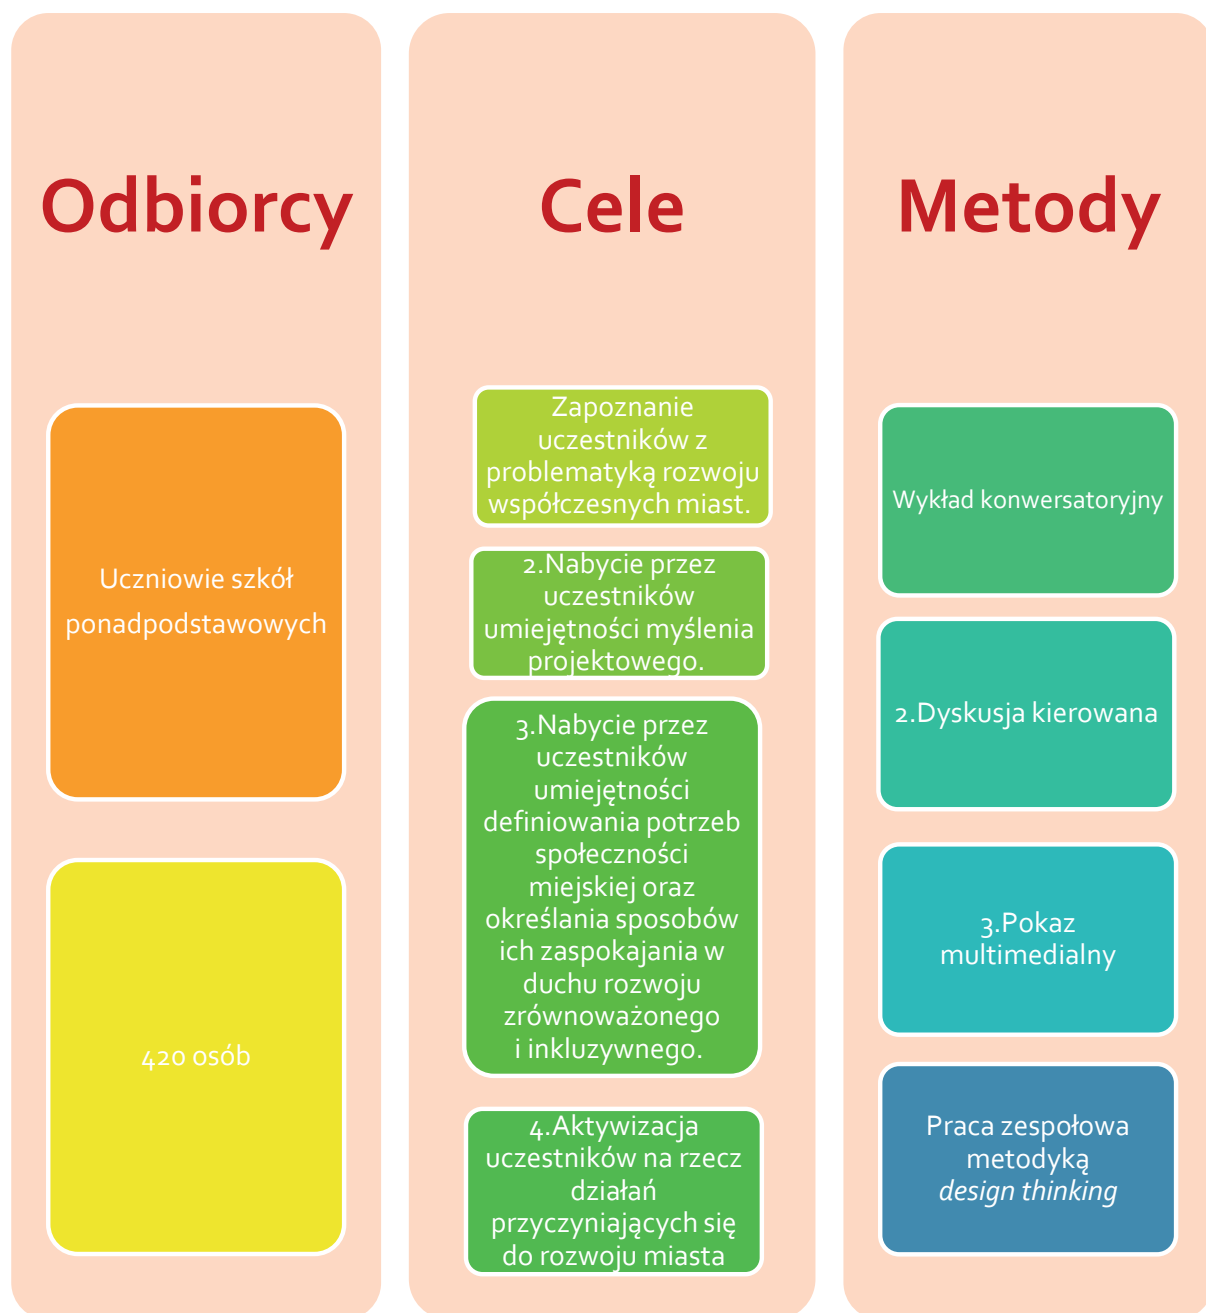 Odbiorcy
Uczniowie szkół
ponadpodstawowych
420 osób
Cele
Zapoznanie
uczestników z
problematyką rozwoju
współczesnych miast.
2.Nabycie przez
uczestników
umiejętności myślenia
projektowego.
3.Nabycie przez
uczestników
umiejętności
definiowania potrzeb
społeczności
miejskiej oraz
określania sposobów
ich zaspokajania w
duchu rozwoju
zrównoważonego
i inkluzywnego.
4.Aktywizacja
uczestników na rzecz
działań
przyczyniających się
do rozwoju miasta
Metody
Wykład konwersatoryjny
2.Dyskusja kierowana
3.Pokaz
multimedialny
Praca zespołowa
metodyką
design thinking